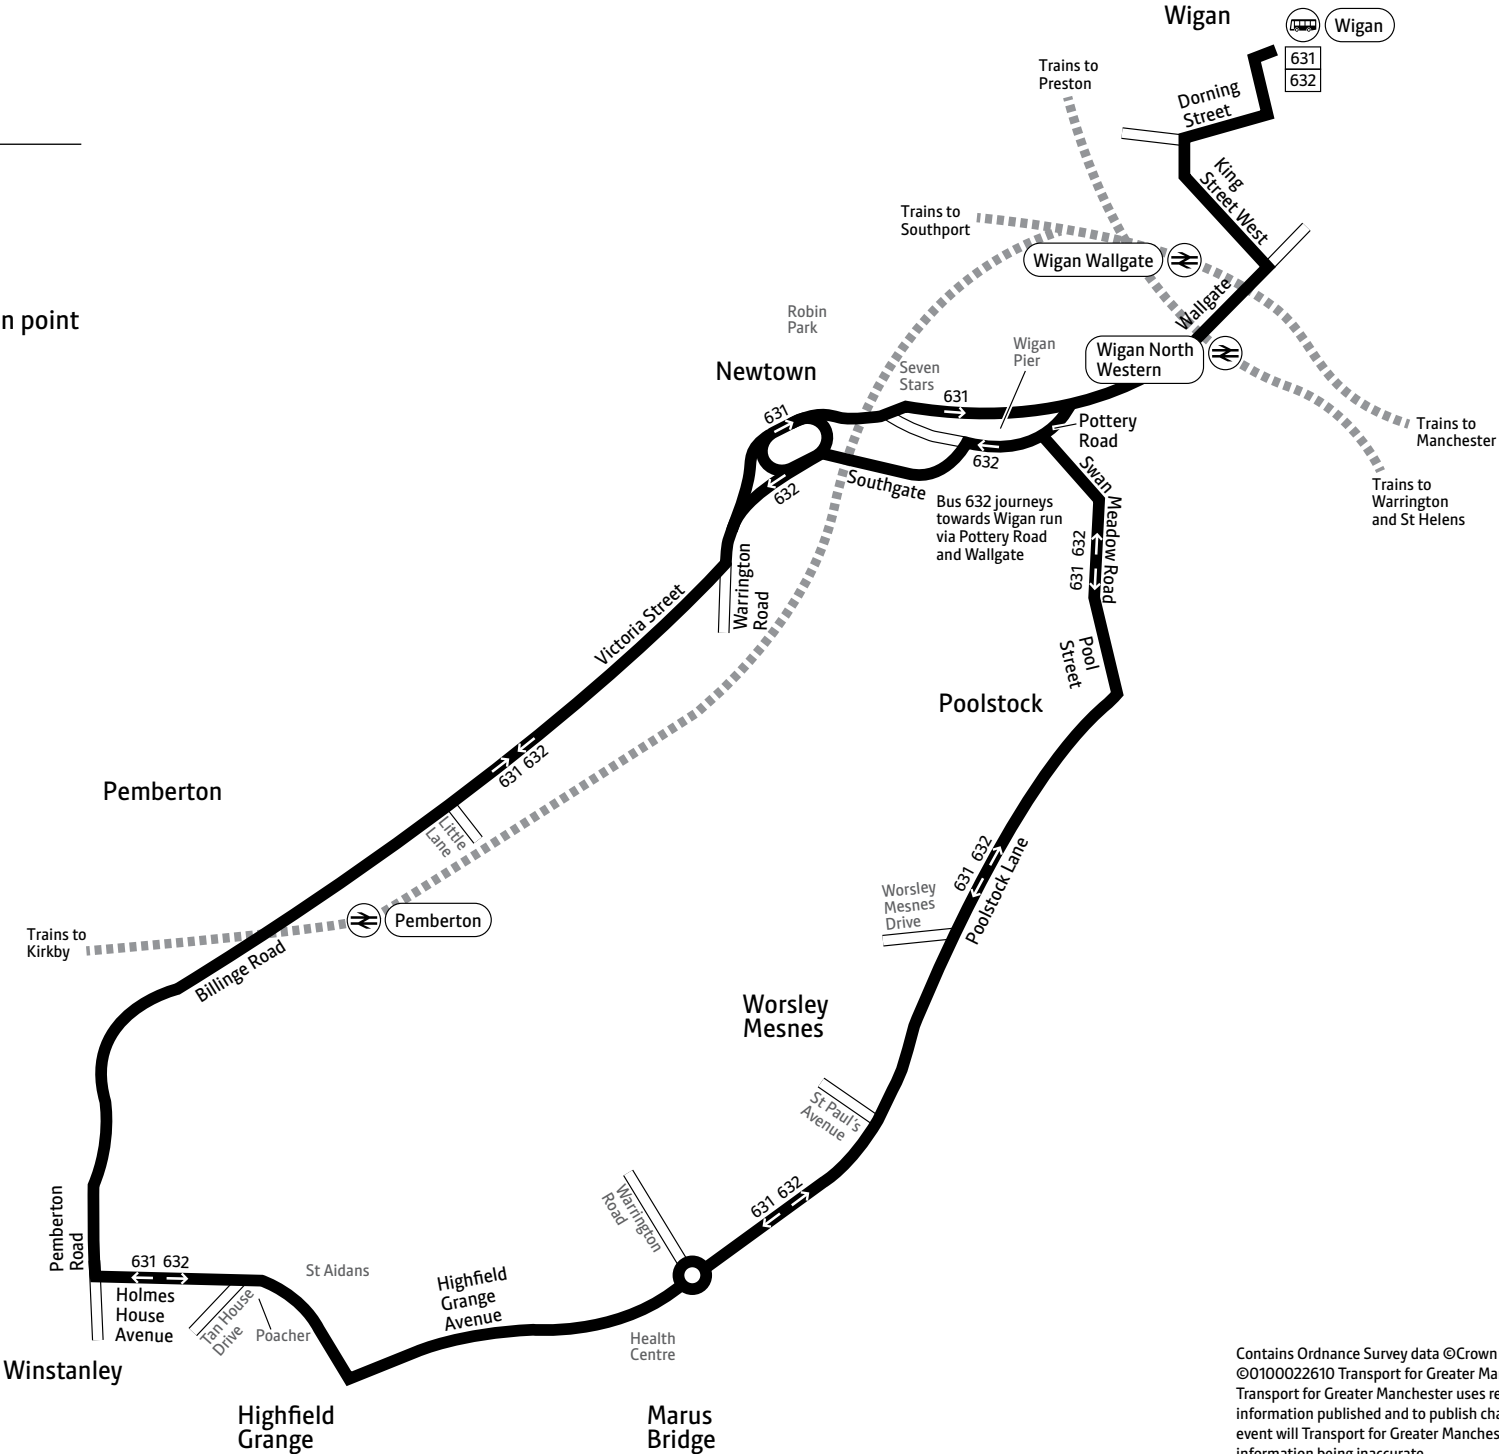 Wigan
Wigan
631
632
Trains to
Preston
Dorning
Street
King
Street West
Trains to
Southport
Wigan Wallgate
Wallgate
n point
Robin
Park
Wigan
Pier
Wigan North
Western
Newtown
Seven
Stars
631
631
Pottery
Road
Trains to
Manchester
632
632
Southgate
Swan Meadow Road
Trains to
Warrington
and St Helens
Bus 632 journeys
towards Wigan run
via Pottery Road
and Wallgate
631 632
Warrington
Road
Victoria Street
Pool
Street
Poolstock
631 632
Pemberton
Little
Lane
631 632
Poolstock Lane
Worsley
Mesnes
Drive
Pemberton
Trains to
Kirkby
Billinge Road
Worsley
Mesnes
St Paul's
Avenue
Warrington
Road
631 632
Pemberton
Road
631 632
St Aidans
Highfield
Grange
Avenue
Holmes
House
Avenue
Tan House
Drive
Poacher
Health
Centre
Winstanley
Highfield
Grange
Marus
Bridge
Contains Ordnance Survey data ©Crown
©0100022610 Transport for Greater Ma
Transport for Greater Manchester uses re
information published and to publish cha
event will Transport for Greater Manches
information being inaccurate